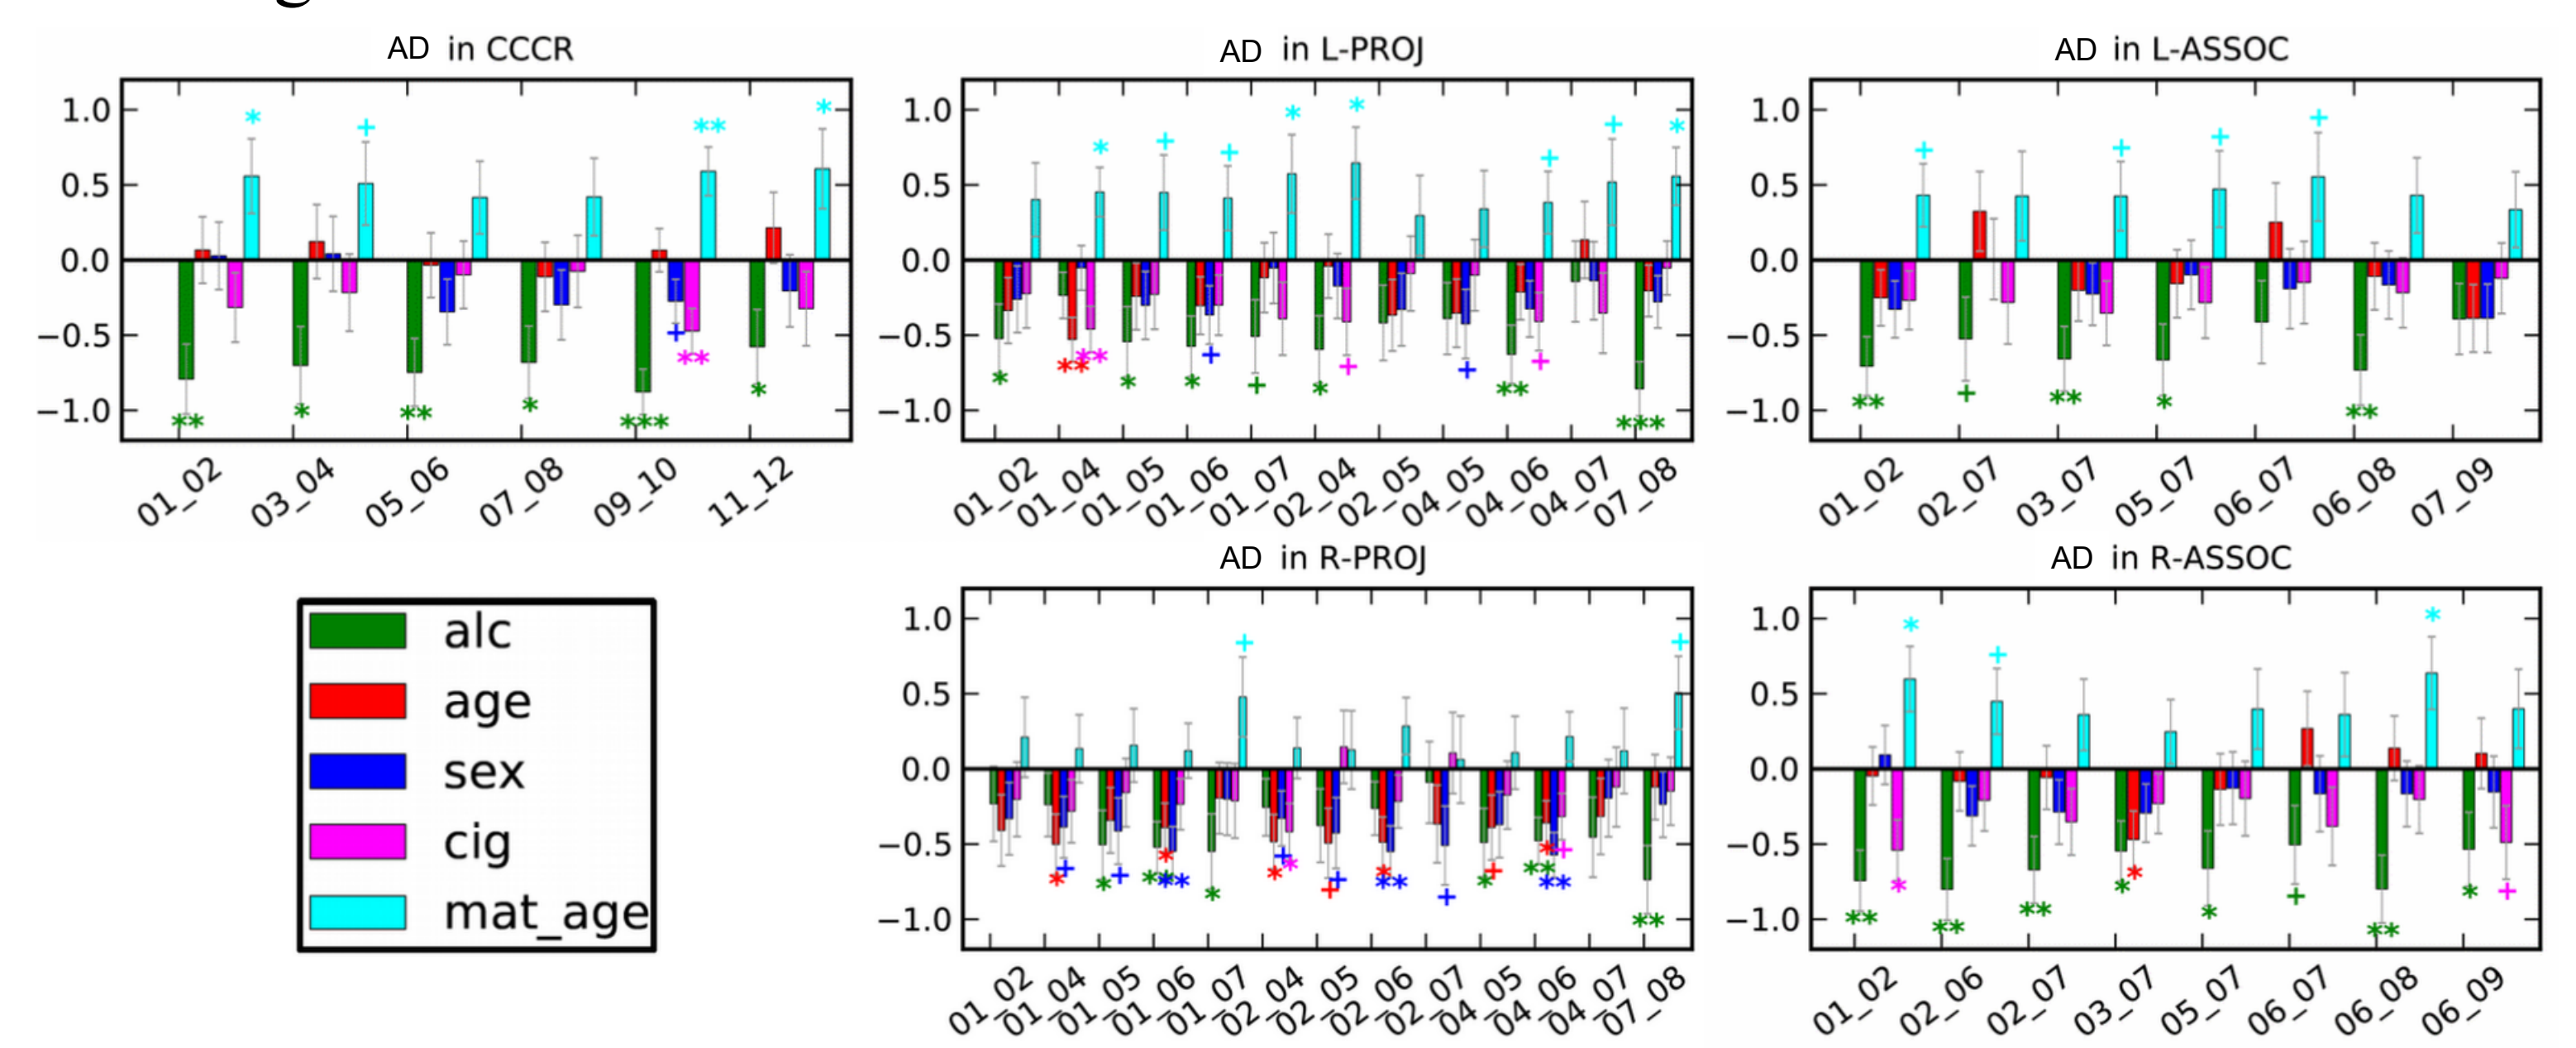 AD in CCCR
1.0
0.5
0.0
−0.5
−1.0
01_02 03_04 05_06 07_08 09_10 11_12
AD in L-PROJ
1.0
0.5
0.0
−0.5
−1.0
01_02 01_04 01_05 01_06 01_07 02_04 02_05 04_05 04_06 04_07 07_08
AD in L-ASSOC
1.0
0.5
0.0
−0.5
−1.0
01_02 02_07 03_07 05_07 06_07 06_08 07_09
alc
age
sex
cig
mat_age
AD in R-PROJ
1.0
0.5
0.0
−0.5
−1.0
01_02 01_04 01_05 01_06 01_07 02_04 02_05 02_06 02_07 04_05 04_06 04_07 07_08
AD in R-ASSOC
1.0
0.5
0.0
−0.5
−1.0
01_02 02_06 02_07 03_07 05_07 06_07 06_08 06_09